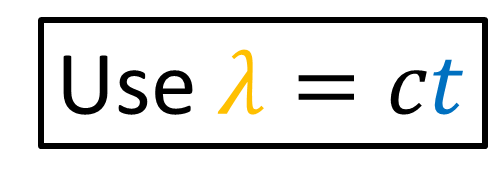 Use λ = ct